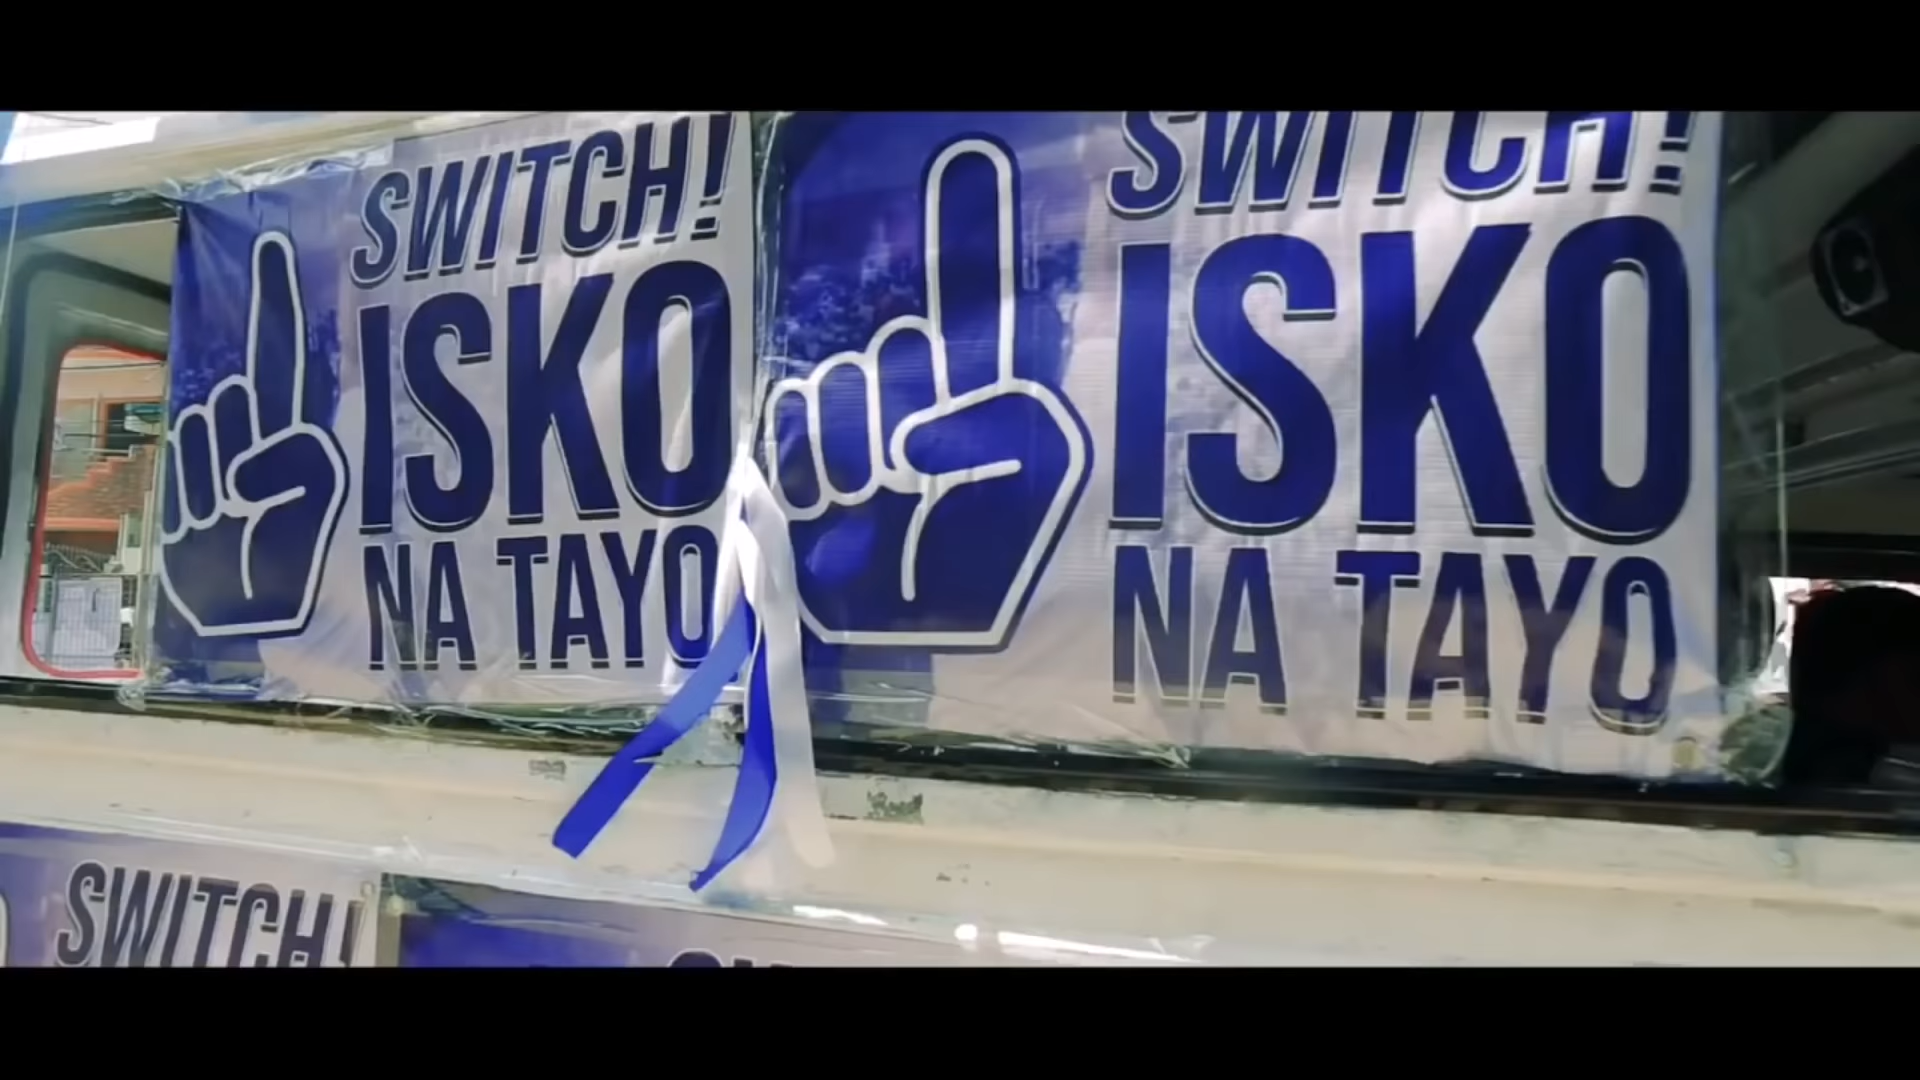 SWITCH!
ISKO
NA TAYO
SWITCH!
ISKO
NA TAYO
SWITCH!